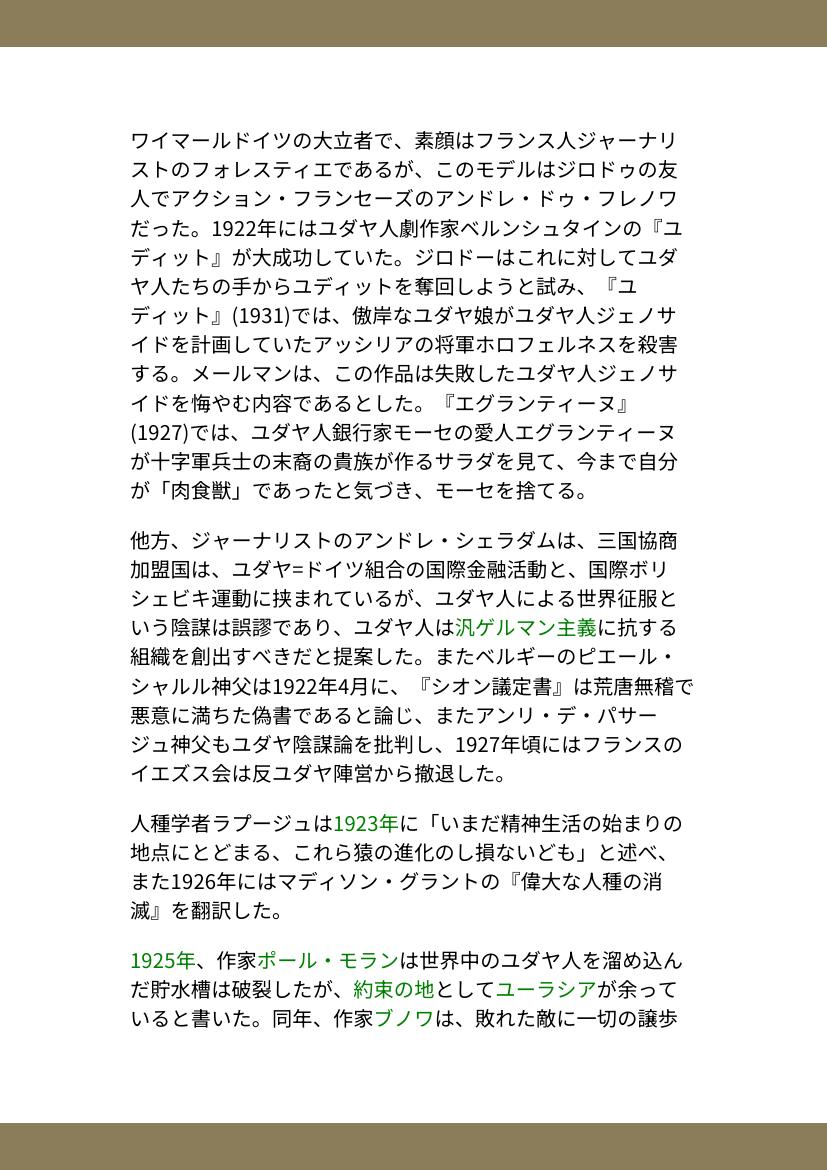 ワイマールドイツの大立者で、素顔はフランス人ジャーナリ
ストのフォレスティエであるが、このモデルはジロドゥの友
人でアクション・フランセーズのアンドレ・ドゥ・フレノワ
だった。1922年にはユダヤ人劇作家ベルンシュタインの『ユ
ディット』が大成功していた。ジロドーはこれに対してユダ
ヤ人たちの手からユディットを奪回しようと試み、『ユ
ディット』(1931)では、傲岸なユダヤ娘がユダヤ人ジェノサ
イドを計画していたアッシリアの将軍ホロフェルネスを殺害
する。メールマンは、この作品は失敗したユダヤ人ジェノサ
イドを悔やむ内容であるとした。『エグランティーヌ』
(1927)では、ユダヤ人銀行家モーセの愛人エグランティーヌ
が十字軍兵士の末裔の貴族が作るサラダを見て、今まで自分
が「肉食獣」であったと気づき、モーセを捨てる。
他方、ジャーナリストのアンドレ・シェラダムは、三国協商
加盟国は、ユダヤ=ドイツ組合の国際金融活動と、国際ボリ
シェビキ運動に挟まれているが、ユダヤ人による世界征服と
いう陰謀は誤謬であり、ユダヤ人は汎ゲルマン主義に抗する
組織を創出すべきだと提案した。またベルギーのピエール・
シャルル神父は1922年4月に、『シオン議定書』は荒唐無稽で
悪意に満ちた偽書であると論じ、またアンリ・デ・パサー
ジュ神父もユダヤ陰謀論を批判し、1927年頃にはフランスの
イエズス会は反ユダヤ陣営から撤退した。
人種学者ラプージュは1923年に「いまだ精神生活の始まりの
地点にとどまる、これら猿の進化のし損ないども」と述べ、
また1926年にはマディソン・グラントの『偉大な人種の消
滅』を翻訳した。
1925年、作家ポール・モランは世界中のユダヤ人を溜め込ん
だ貯水槽は破裂したが、約束の地としてユーラシアが余って
いると書いた。同年、作家ブノワは、敗れた敵に一切の譲歩